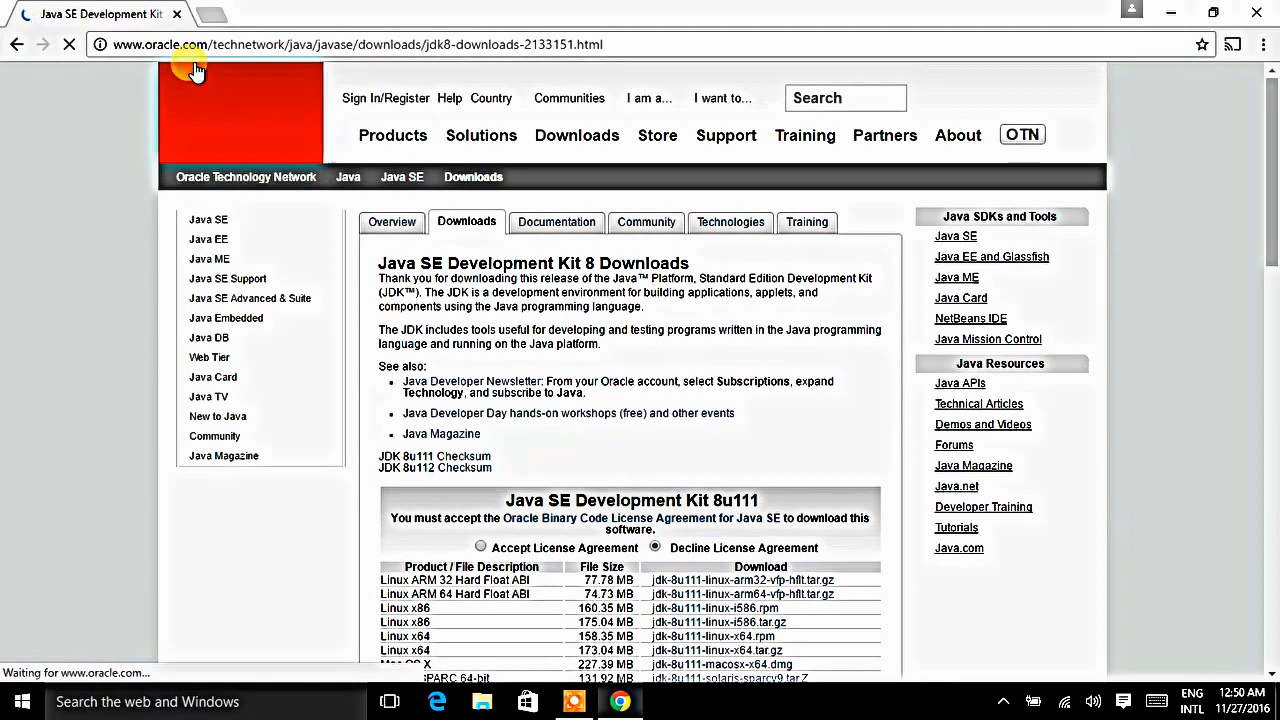 Java SE Development Kit
www.oracle.com/technetwork/java/javase/downloads/jdk8-downloads-2133151.html
Sign In/Register Help Country Communities I am a... I want to... Search
Products Solutions Downloads Store Support Training Partners About OTN
Oracle Technology Network Java Java SE Downloads
Java SE
Java EE
Java ME
Java SE Support
Java SE Advanced & Suite
Java Embedded
Java DB
Web Tier
Java Card
Java TV
New to Java
Community
Java Magazine
Overview Downloads Documentation Community Technologies Training
Java SE Development Kit 8 Downloads
Thank you for downloading this release of the Java™ Platform, Standard Edition Development Kit
(JDK™). The JDK is a development environment for building applications, applets, and
components using the Java programming language.
The JDK includes tools useful for developing and testing programs written in the Java programming
language and running on the Java platform.
See also:
• Java Developer Newsletter: From your Oracle account, select Subscriptions, expand
Technology, and subscribe to Java.
• Java Developer Day hands-on workshops (free) and other events
• Java Magazine
JDK 8u111 Checksum
JDK 8u112 Checksum
Java SE Development Kit 8u111
You must accept the Oracle Binary Code License Agreement for Java SE to download this
software.
Accept License Agreement Decline License Agreement
Product / File Description File Size Download
Linux ARM 32 Hard Float ABI 77.78 MB jdk-8u111-linux-arm32-vfp-hflt.tar.gz
Linux ARM 64 Hard Float ABI 74.73 MB jdk-8u111-linux-arm64-vfp-hflt.tar.gz
Linux x86 160.35 MB jdk-8u111-linux-i586.rpm
Linux x86 175.04 MB jdk-8u111-linux-i586.tar.gz
Linux x64 158.35 MB jdk-8u111-linux-x64.rpm
Linux x64 173.04 MB jdk-8u111-linux-x64.tar.gz
Mac OS X 227.39 MB jdk-8u111-macosx-x64.dmg
64-bit 131.92 MB jdk-8u111-solaris-sparcv9.tar.Z
Java SDKs and Tools
Java SE
Java EE and Glassfish
Java ME
Java Card
NetBeans IDE
Java Mission Control
Java Resources
Java APIs
Technical Articles
Demos and Videos
Forums
Java Magazine
Java.net
Developer Training
Tutorials
Java.com
Waiting for www.oracle.com...
Search the web and Windows
ENG
INTL
12:50 AM
11/27/2016